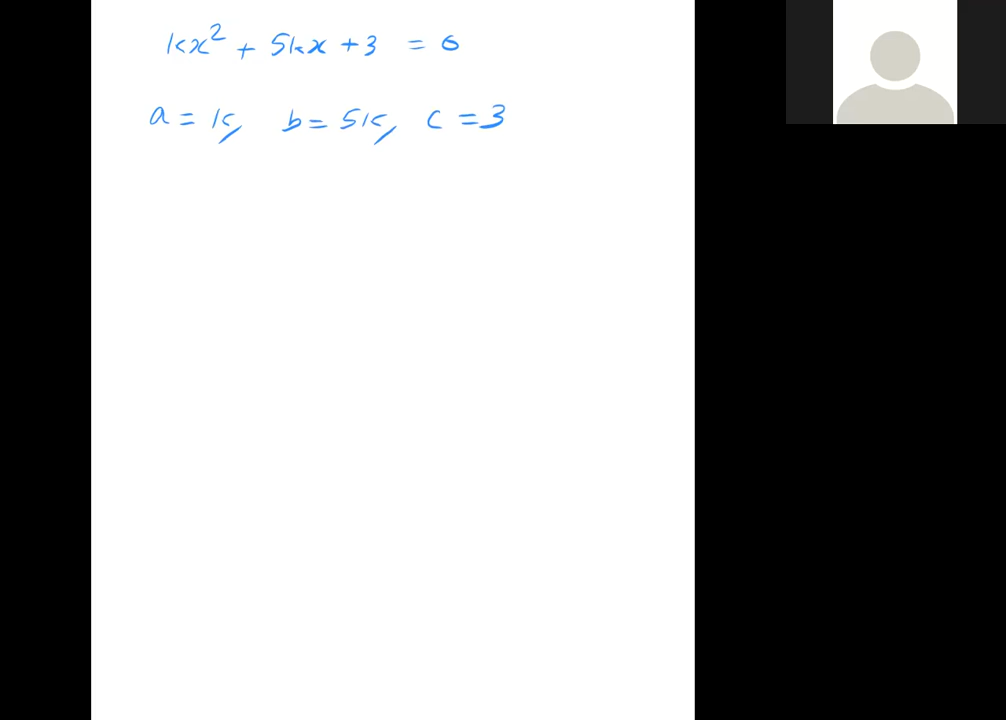 kx² + 5kx + 3 = 0
a = k, b = 5k, c = 3